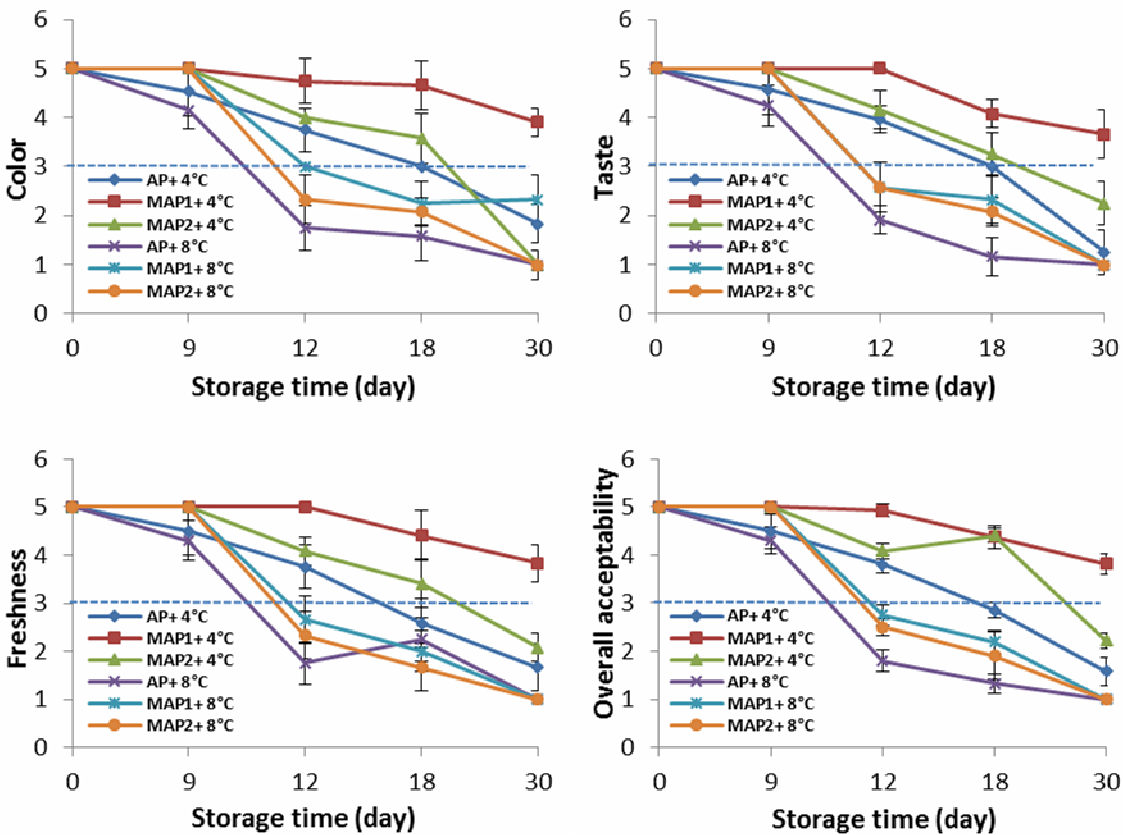 6
5
4
3
2
1
0
Color
AP+ 4°C
MAP1+ 4°C
MAP2+ 4°C
AP+ 8°C
MAP1+ 8°C
MAP2+ 8°C
0 9 12 18 30
Storage time (day)
6
5
4
3
2
1
0
Taste
AP+ 4°C
MAP1+ 4°C
MAP2+ 4°C
AP+ 8°C
MAP1+ 8°C
MAP2+ 8°C
0 9 12 18 30
Storage time (day)
6
5
4
3
2
1
0
Freshness
AP+ 4°C
MAP1+ 4°C
MAP2+ 4°C
AP+ 8°C
MAP1+ 8°C
MAP2+ 8°C
0 9 12 18 30
Storage time (day)
6
5
4
3
2
1
0
Overall acceptability
AP+ 4°C
MAP1+ 4°C
MAP2+ 4°C
AP+ 8°C
MAP1+ 8°C
MAP2+ 8°C
0 9 12 18 30
Storage time (day)